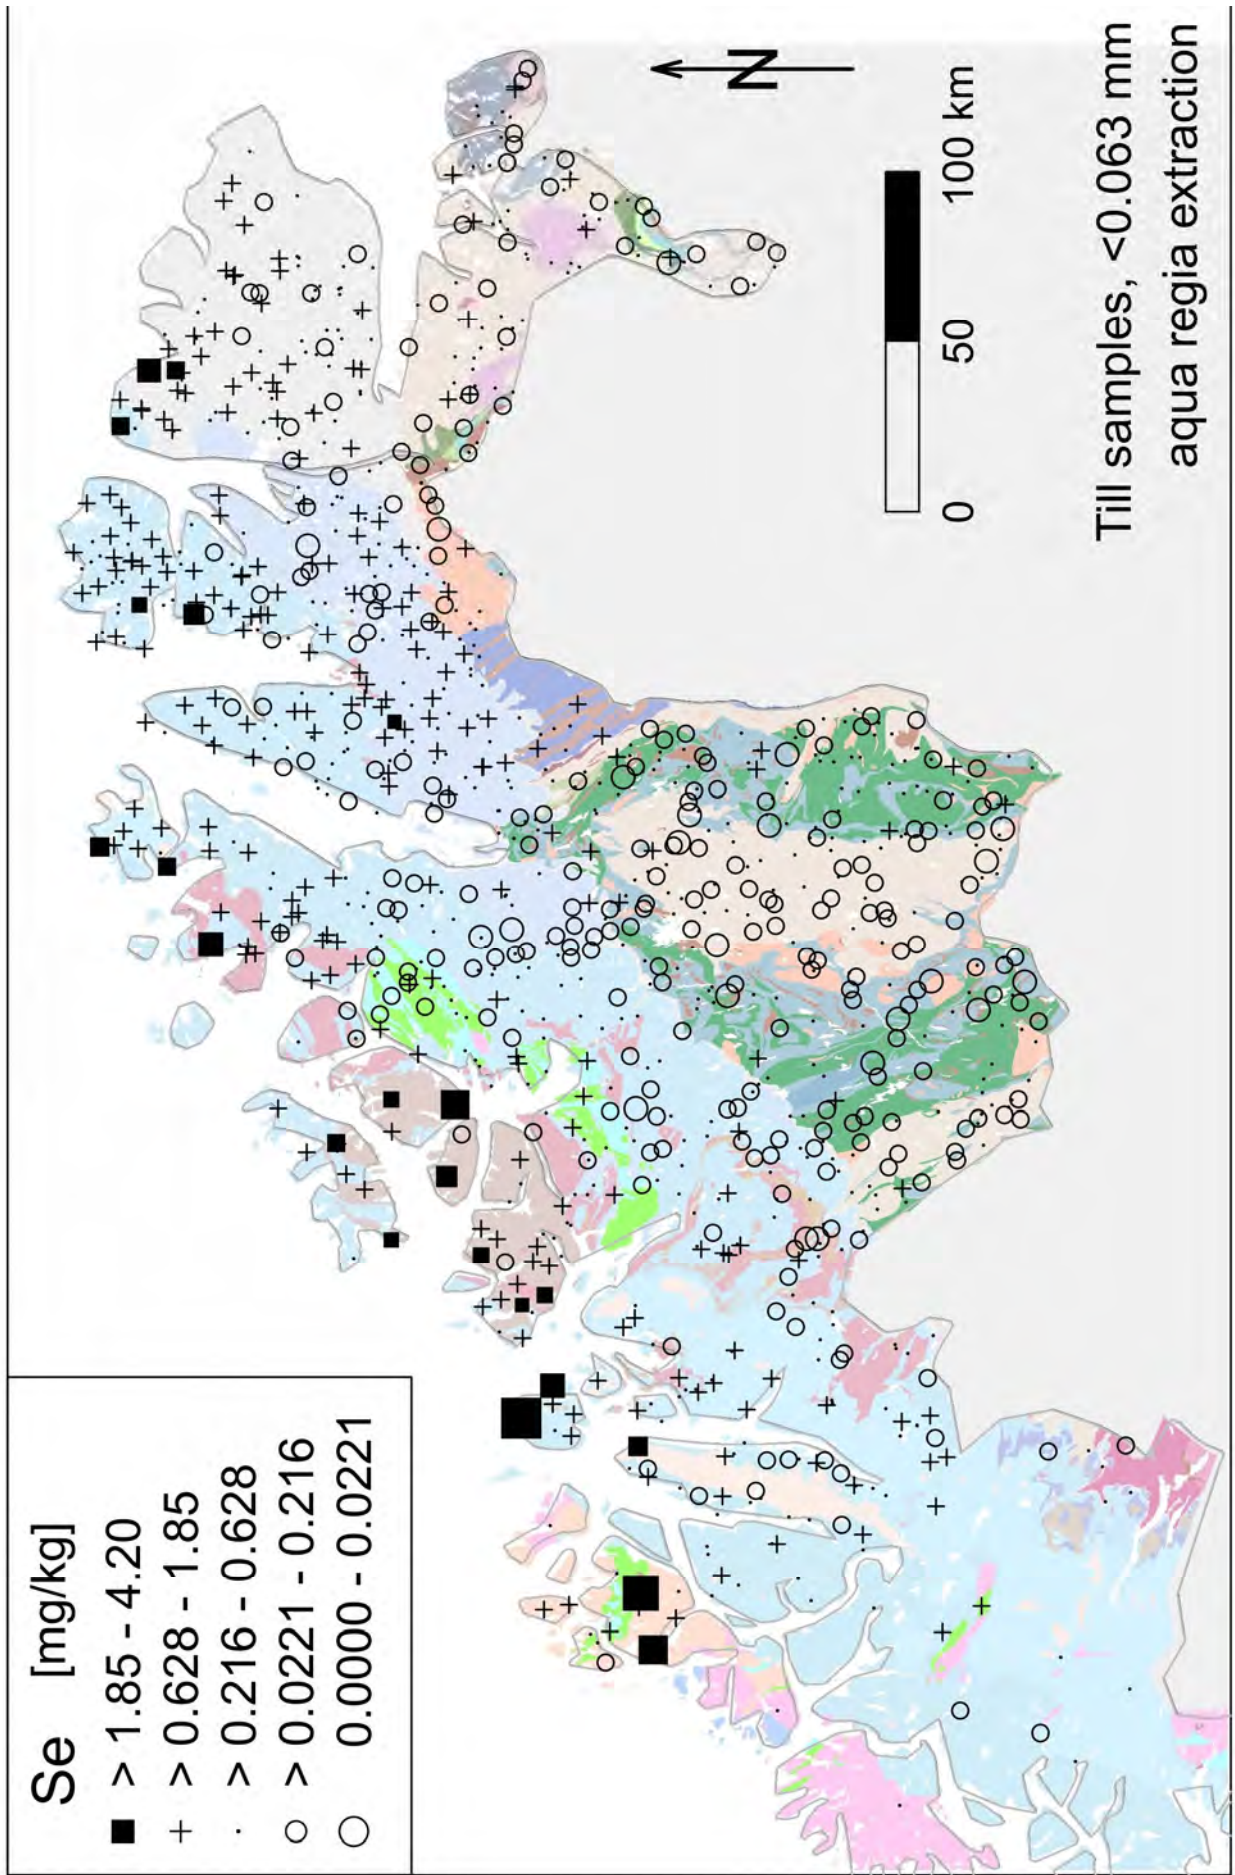 Se [mg/kg]
> 1.85 - 4.20
> 0.628 - 1.85
> 0.216 - 0.628
> 0.0221 - 0.216
0.0000 - 0.0221
N
0 50 100 km
Till samples, <0.063 mm
aqua regia extraction